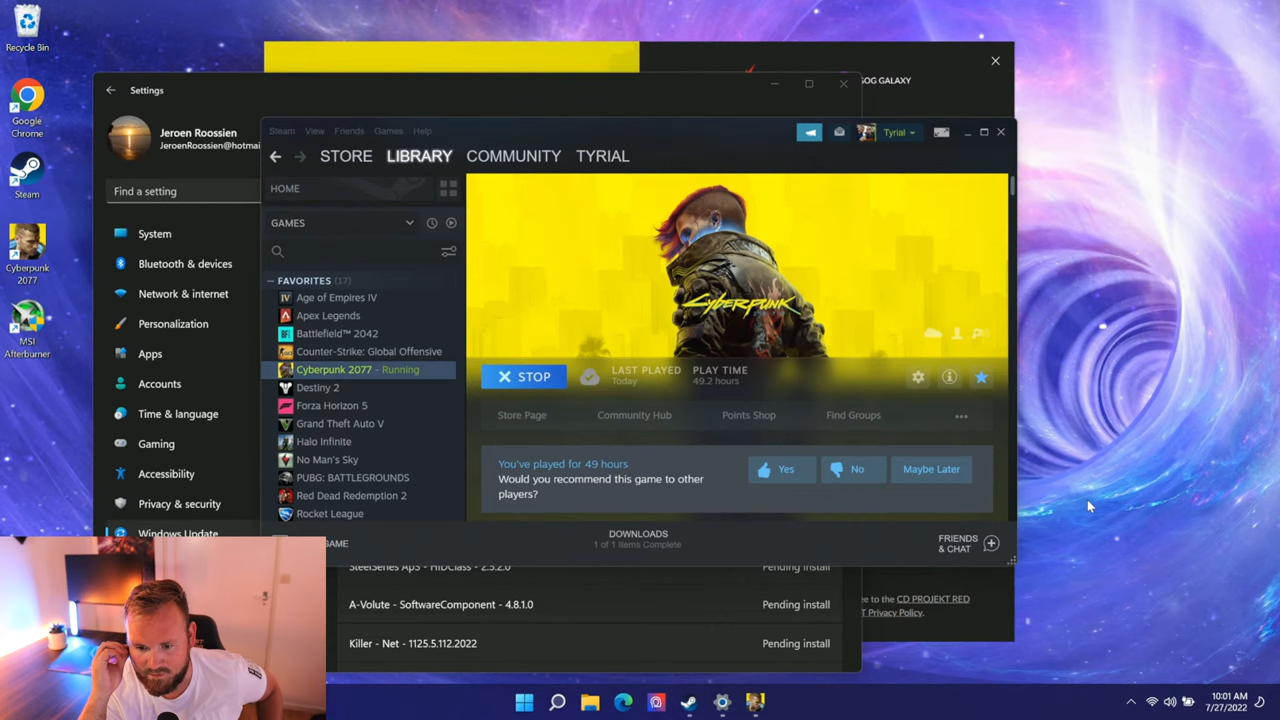 Recycle Bin
Google
Chrome
Steam
Cyberpunk
2077
MSI
Afterburner
GOG GALAXY
Settings
Jeroen Roossien
JeroenRoossien@hotmai
Find a setting
System
Bluetooth & devices
Network & internet
Personalization
Apps
Accounts
Time & language
Gaming
Accessibility
Privacy & security
Windows Update
Steam View Friends Games Help
Tyrial
STORE LIBRARY COMMUNITY TYRIAL
HOME
GAMES
FAVORITES (17)
Age of Empires IV
Apex Legends
Battlefield™ 2042
Counter-Strike: Global Offensive
Cyberpunk 2077 - Running
Destiny 2
Forza Horizon 5
Grand Theft Auto V
Halo Infinite
No Man's Sky
PUBG: BATTLEGROUNDS
Red Dead Redemption 2
Rocket League
CYBERPUNK
STOP
LAST PLAYED
Today
PLAY TIME
49.2 hours
Store Page Community Hub Points Shop Find Groups
You've played for 49 hours
Would you recommend this game to other
players?
Yes No Maybe Later
GAME
DOWNLOADS
1 of 1 Items Complete
FRIENDS
& CHAT
Pending install
A-Volute - SoftwareComponent - 4.8.1.0 Pending install
Killer - Net - 1125.5.112.2022 Pending install
ee to the CD PROJEKT RED
T Privacy Policy.
10:01 AM
7/27/2022